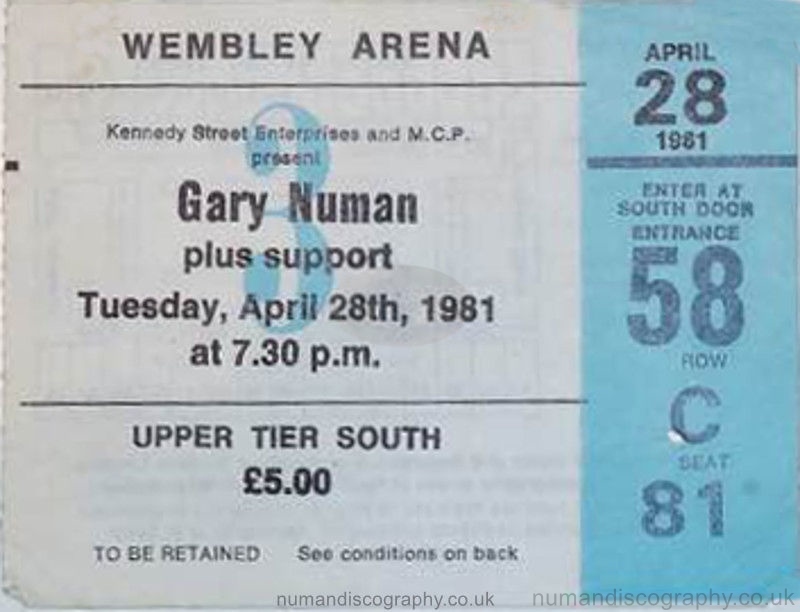 WEMBLEY ARENA
Kennedy Street Enterprises and M.C.P.
present
3
Gary Numan
plus support
Tuesday, April 28th, 1981
at 7.30 p.m.
UPPER TIER SOUTH
£5.00
TO BE RETAINED See conditions on back
APRIL
28
1981
ENTER AT
SOUTH DOOR
ENTRANCE
58
ROW
C
SEAT
81
numandiscography.co.uk numandiscography.co.uk